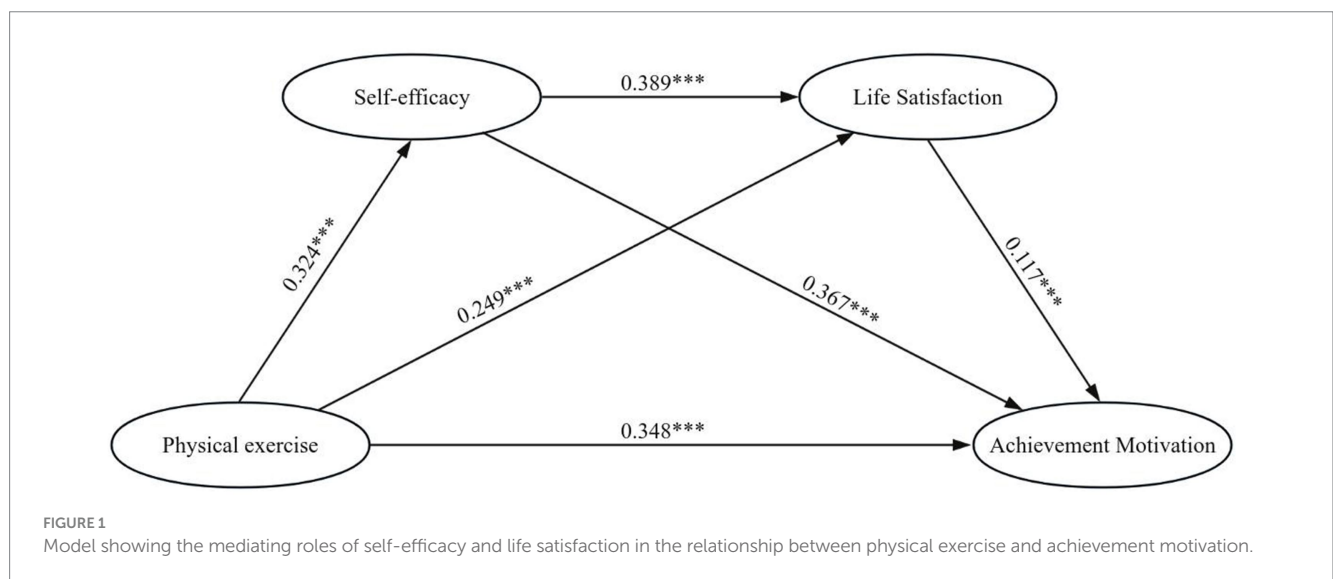 0.389***
Self-efficacy
Life Satisfaction
0.324***
0.249***
0.367***
0.117***
0.348***
Physical exercise
Achievement Motivation
FIGURE 1
Model showing the mediating roles of self-efficacy and life satisfaction in the relationship between physical exercise and achievement motivation.